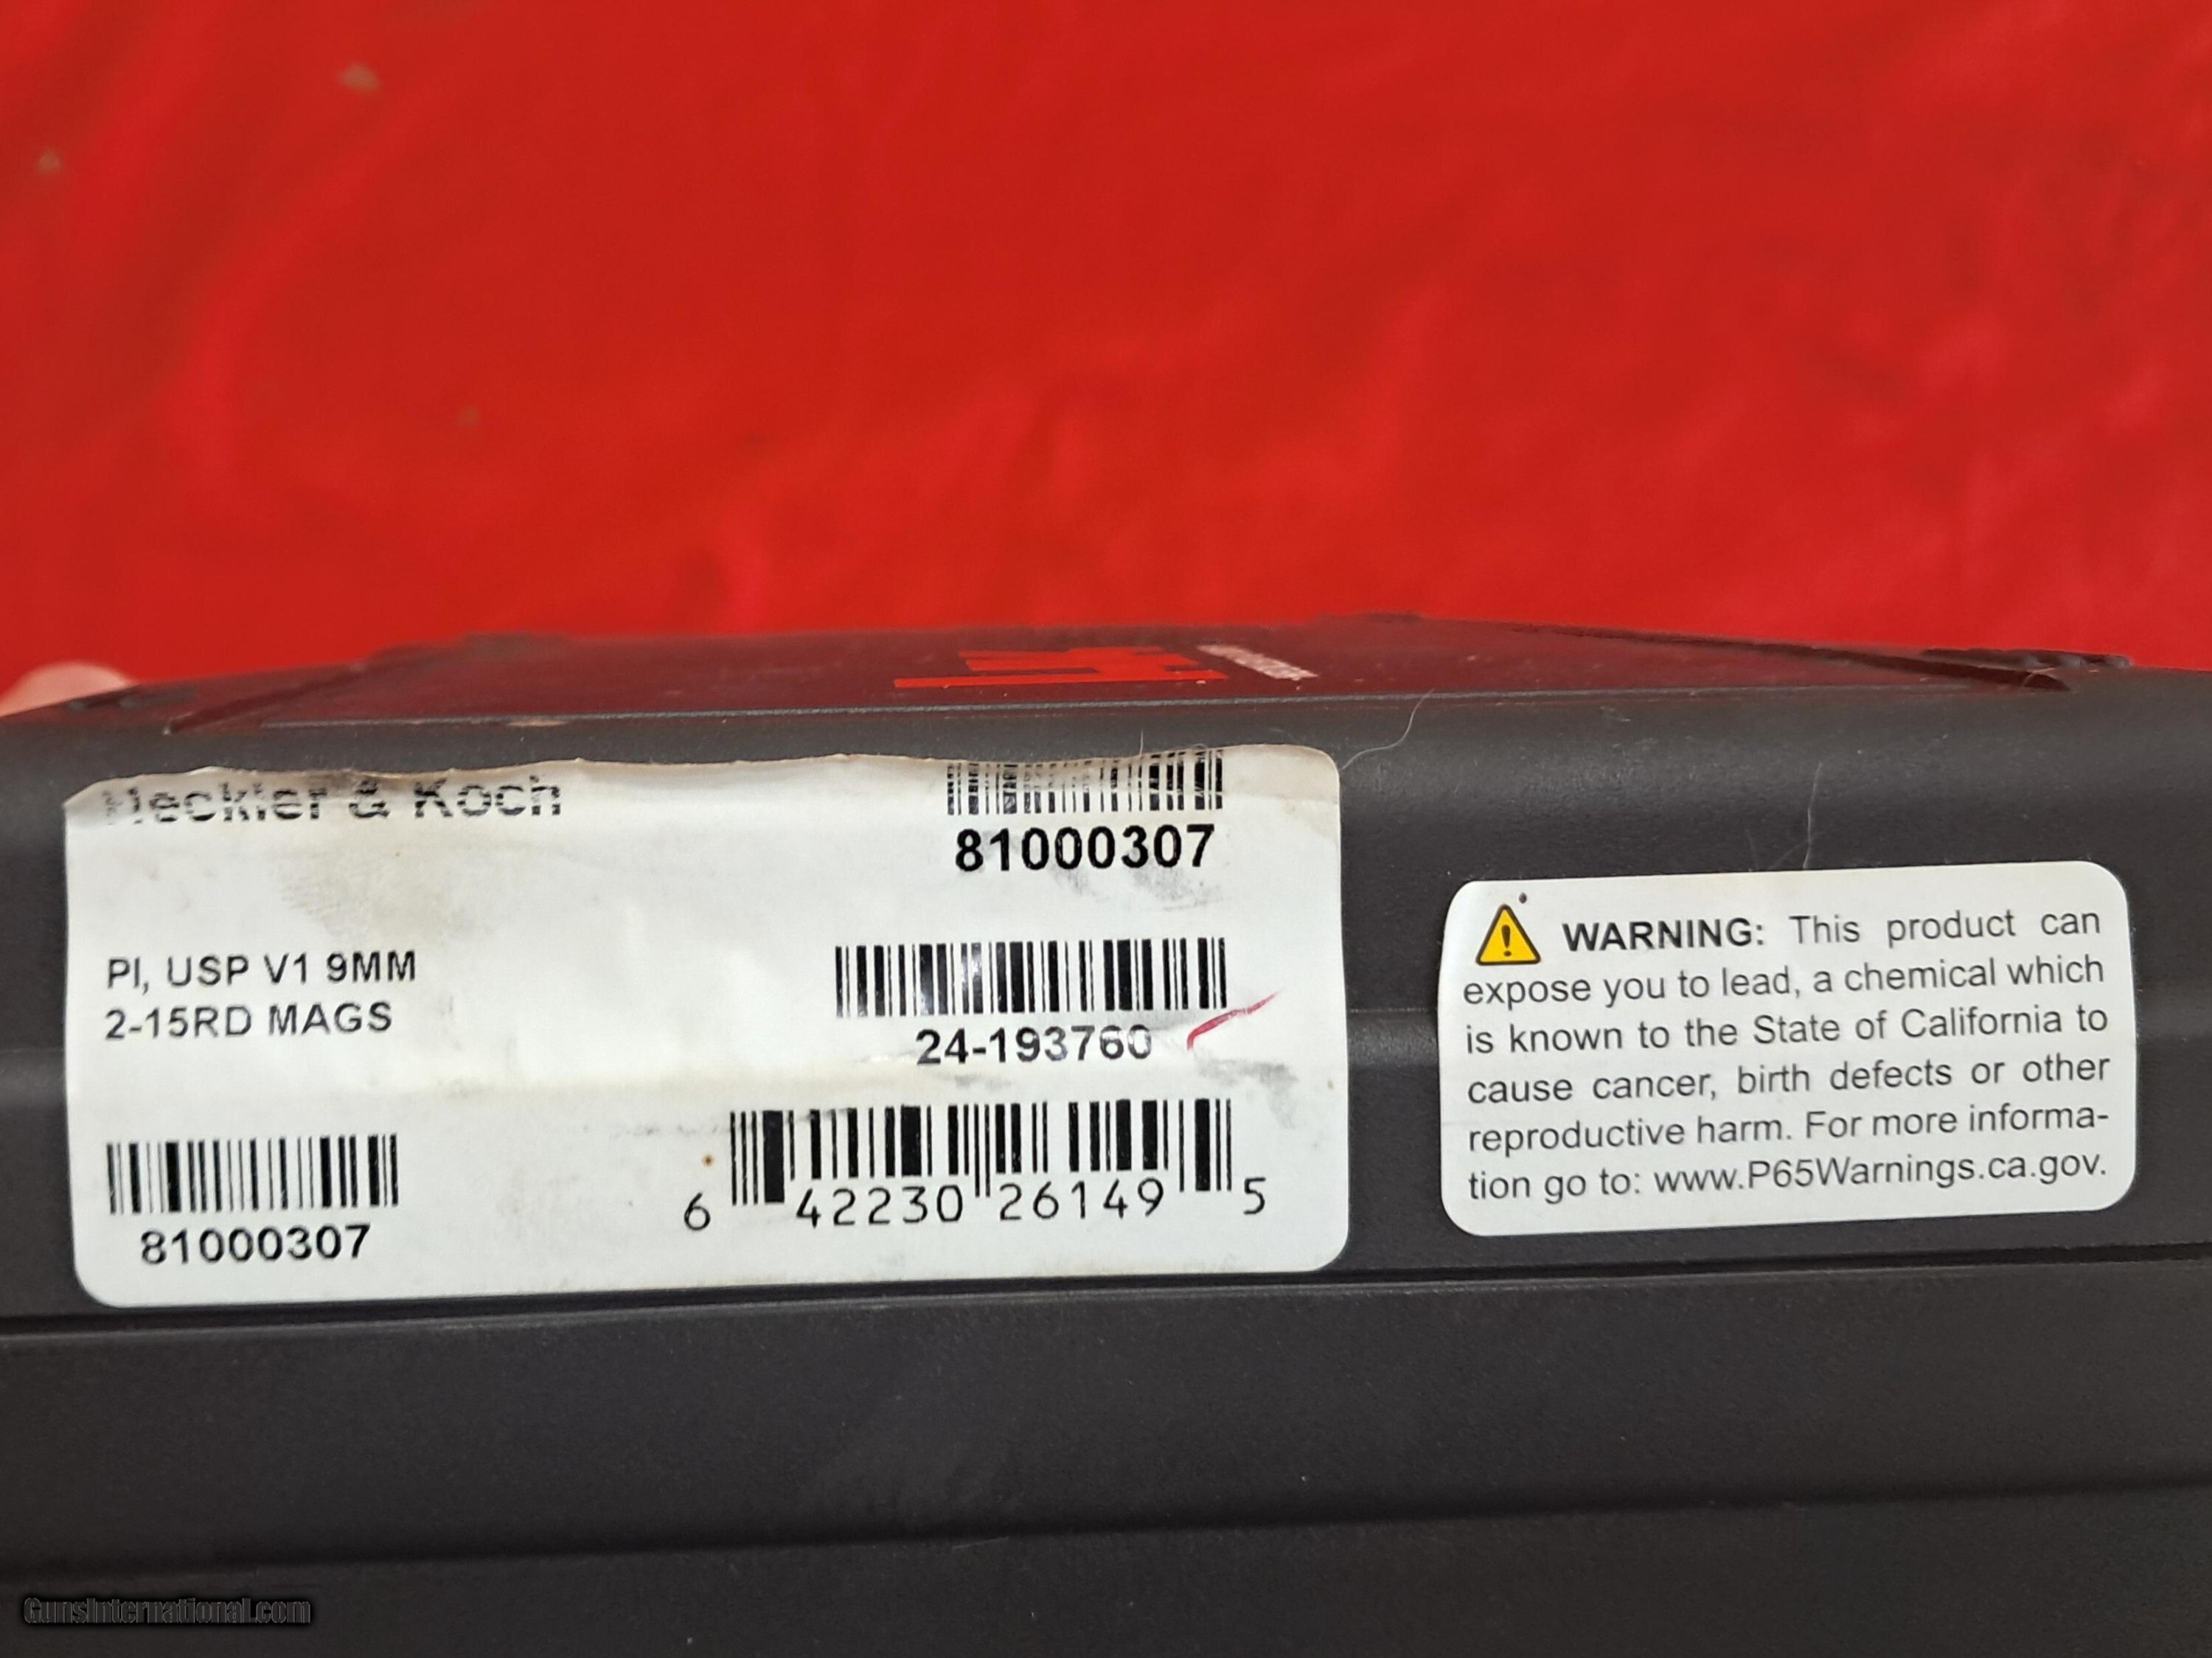 Heckler & Koch
81000307
PI, USP V1 9MM
2-15RD MAGS
24-193760
81000307
6 42230 26149 5
WARNING: This product can
expose you to lead, a chemical which
is known to the State of California to
cause cancer, birth defects or other
reproductive harm. For more informa-
tion go to: www.P65Warnings.ca.gov.
GunsInternational.com